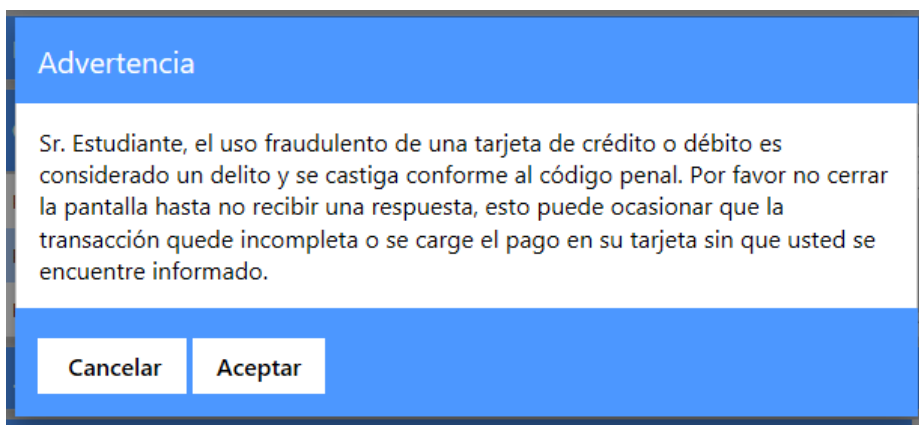 Advertencia
Sr. Estudiante, el uso fraudulento de una tarjeta de crédito o débito es
considerado un delito y se castiga conforme al código penal. Por favor no cerrar
la pantalla hasta no recibir una respuesta, esto puede ocasionar que la
transacción quede incompleta o se carge el pago en su tarjeta sin que usted se
encuentre informado.
Cancelar Aceptar